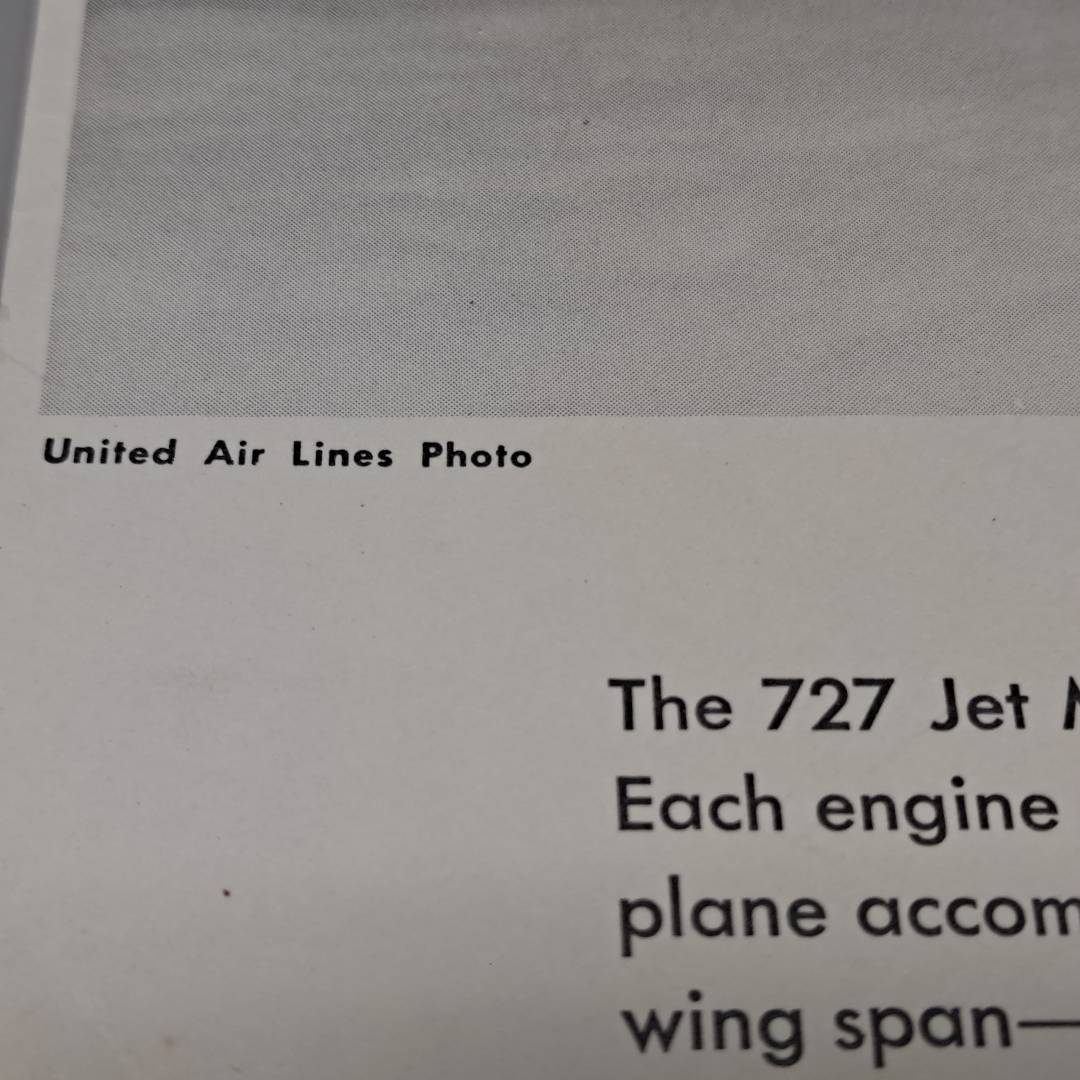 United Air Lines Photo
The 727 Jet
Each engine
plane accom
wing span—